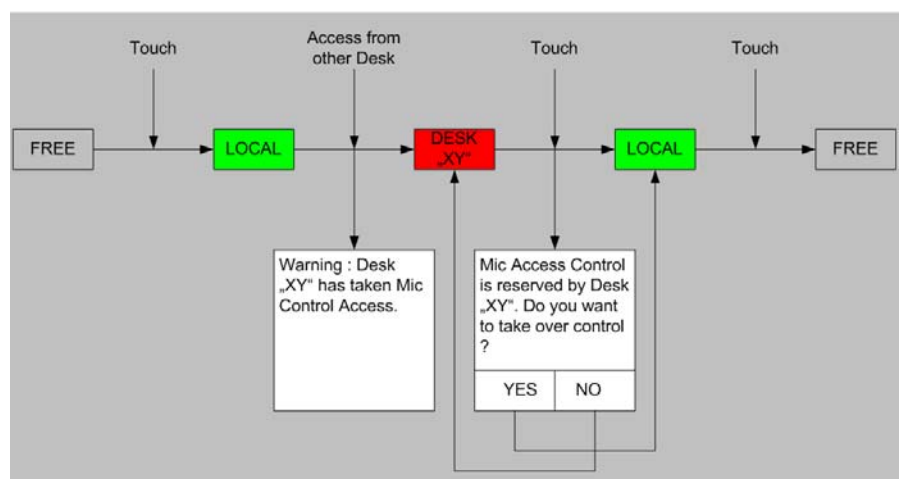 Touch
Access from
other Desk
Touch
Touch
FREE
LOCAL
DESK
„XY“
LOCAL
FREE
Warning : Desk
„XY“ has taken Mic
Control Access.
Mic Access Control
is reserved by Desk
„XY“. Do you want
to take over control
?
YES
NO